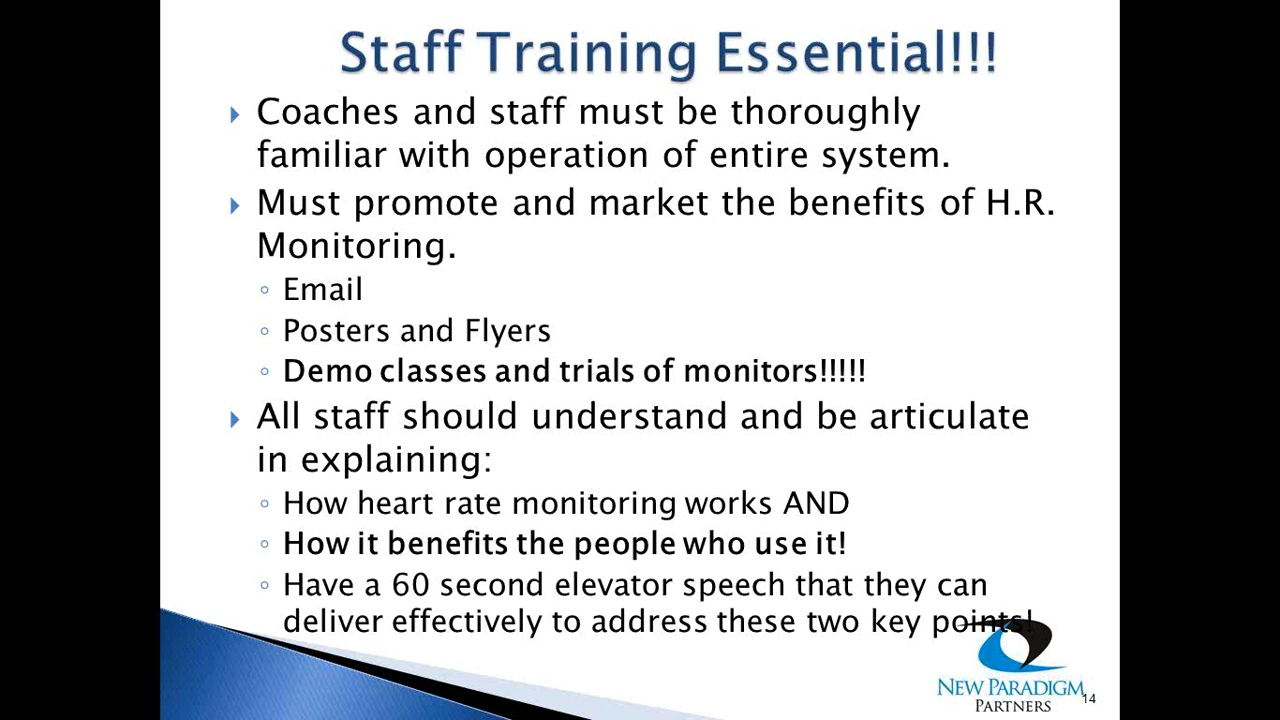 Staff Training Essential!!!
Coaches and staff must be thoroughly
familiar with operation of entire system.
Must promote and market the benefits of H.R.
Monitoring.
Email
Posters and Flyers
Demo classes and trials of monitors!!!!!
All staff should understand and be articulate
in explaining:
How heart rate monitoring works AND
How it benefits the people who use it!
Have a 60 second elevator speech that they can
deliver effectively to address these two key points!
NEW PARADIGM
PARTNERS
14